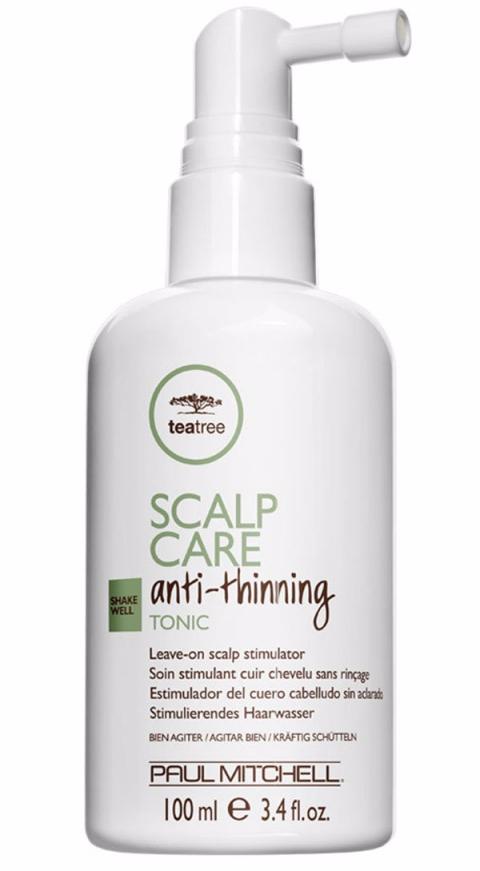 teatree
SCALP
CARE
anti-thinning
SHAKE
WELL
TONIC
Leave-on scalp stimulator
Soin stimulant cuir chevelu sans rinçage
Estimulador del cuero cabelludo sin aclarado
Stimulierendes Haarwasser
BIEN AGITER / AGITAR BIEN / KRÄFTIG SCHÜTTELN
PAUL MITCHELL®
100 ml e 3.4 fl.oz.